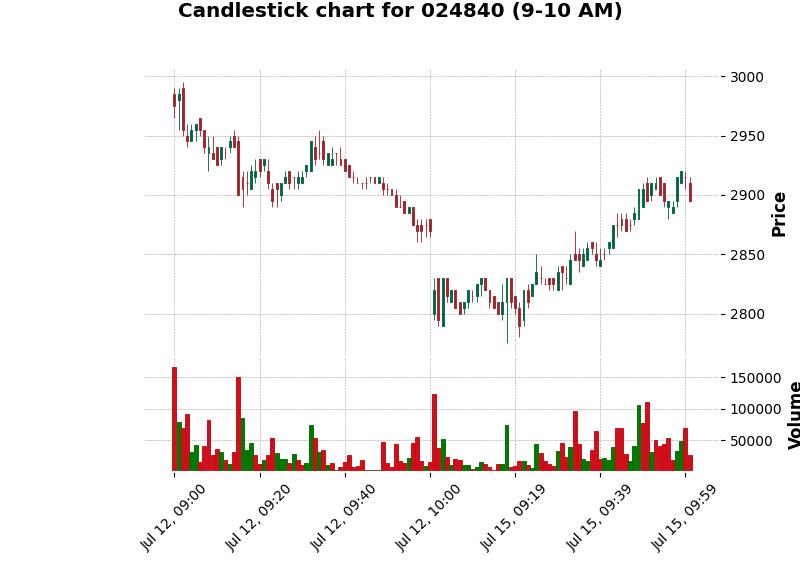 Candlestick chart for 024840 (9-10 AM)
3000
2950
2900
2850
2800
Price
150000
100000
50000
Volume
Jul 12, 09:00
Jul 12, 09:20
Jul 12, 09:40
Jul 12, 10:00
Jul 15, 09:19
Jul 15, 09:39
Jul 15, 09:59